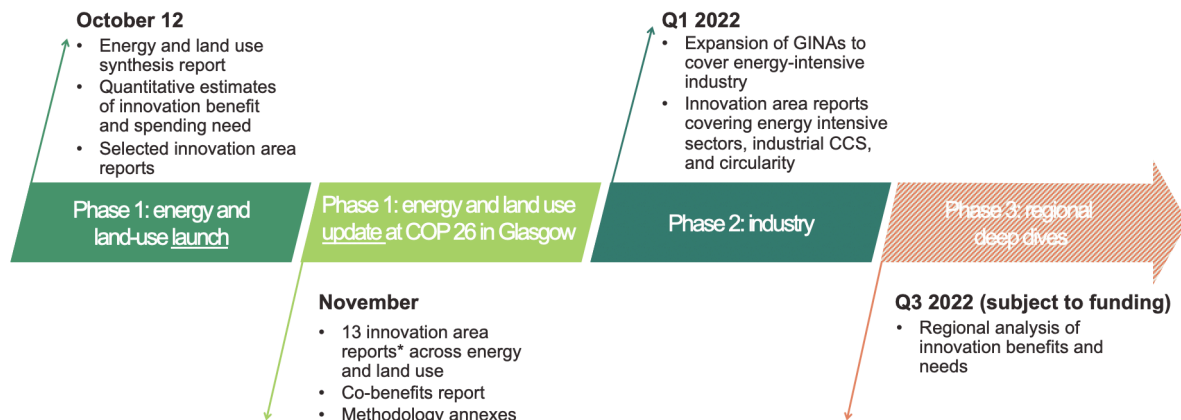 October 12
• Energy and land use
synthesis report
• Quantitative estimates
of innovation benefit
and spending need
• Selected innovation area
reports
Q1 2022
• Expansion of GINAs to
cover energy-intensive
industry
• Innovation area reports
covering energy intensive
sectors, industrial CCS,
and circularity
Phase 1: energy and
land-use launch
Phase 1: energy and land use
update at COP 26 in Glasgow
Phase 2: industry
Phase 3: regional
deep dives
November
• 13 innovation area
reports* across energy
and land use
• Co-benefits report
• Methodology annexes
Q3 2022 (subject to funding)
• Regional analysis of
innovation benefits and
needs